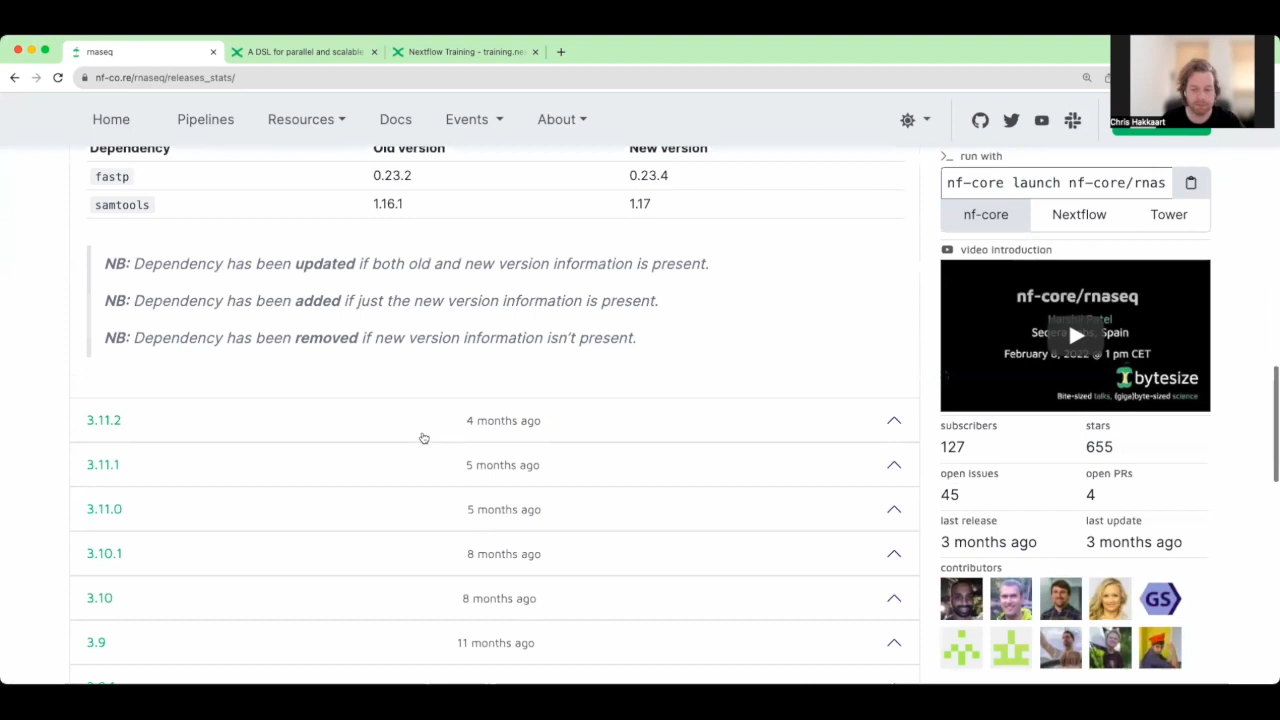 rnaseq
A DSL for parallel and scalable
Nextflow Training - training.ne
nf-co.re/rnaseq/releases_stats/
Chris Hakkaart
Home Pipelines Resources Docs Events About
Dependency Old version New version
fastp 0.23.2 0.23.4
samtools 1.16.1 1.17
NB: Dependency has been updated if both old and new version information is present.
NB: Dependency has been added if just the new version information is present.
NB: Dependency has been removed if new version information isn't present.
3.11.2 4 months ago
3.11.1 5 months ago
3.11.0 5 months ago
3.10.1 8 months ago
3.10 8 months ago
3.9 11 months ago
run with
nf-core launch nf-core/rnas
nf-core Nextflow Tower
video introduction
nf-core/rnaseq
Harshil Patel
Seqera Labs, Spain
February 8, 2022 @ 1 pm CET
bytesize
Bite-sized talks, (giga)byte-sized science
subscribers stars
127 655
open issues open PRs
45 4
last release last update
3 months ago 3 months ago
contributors
GS